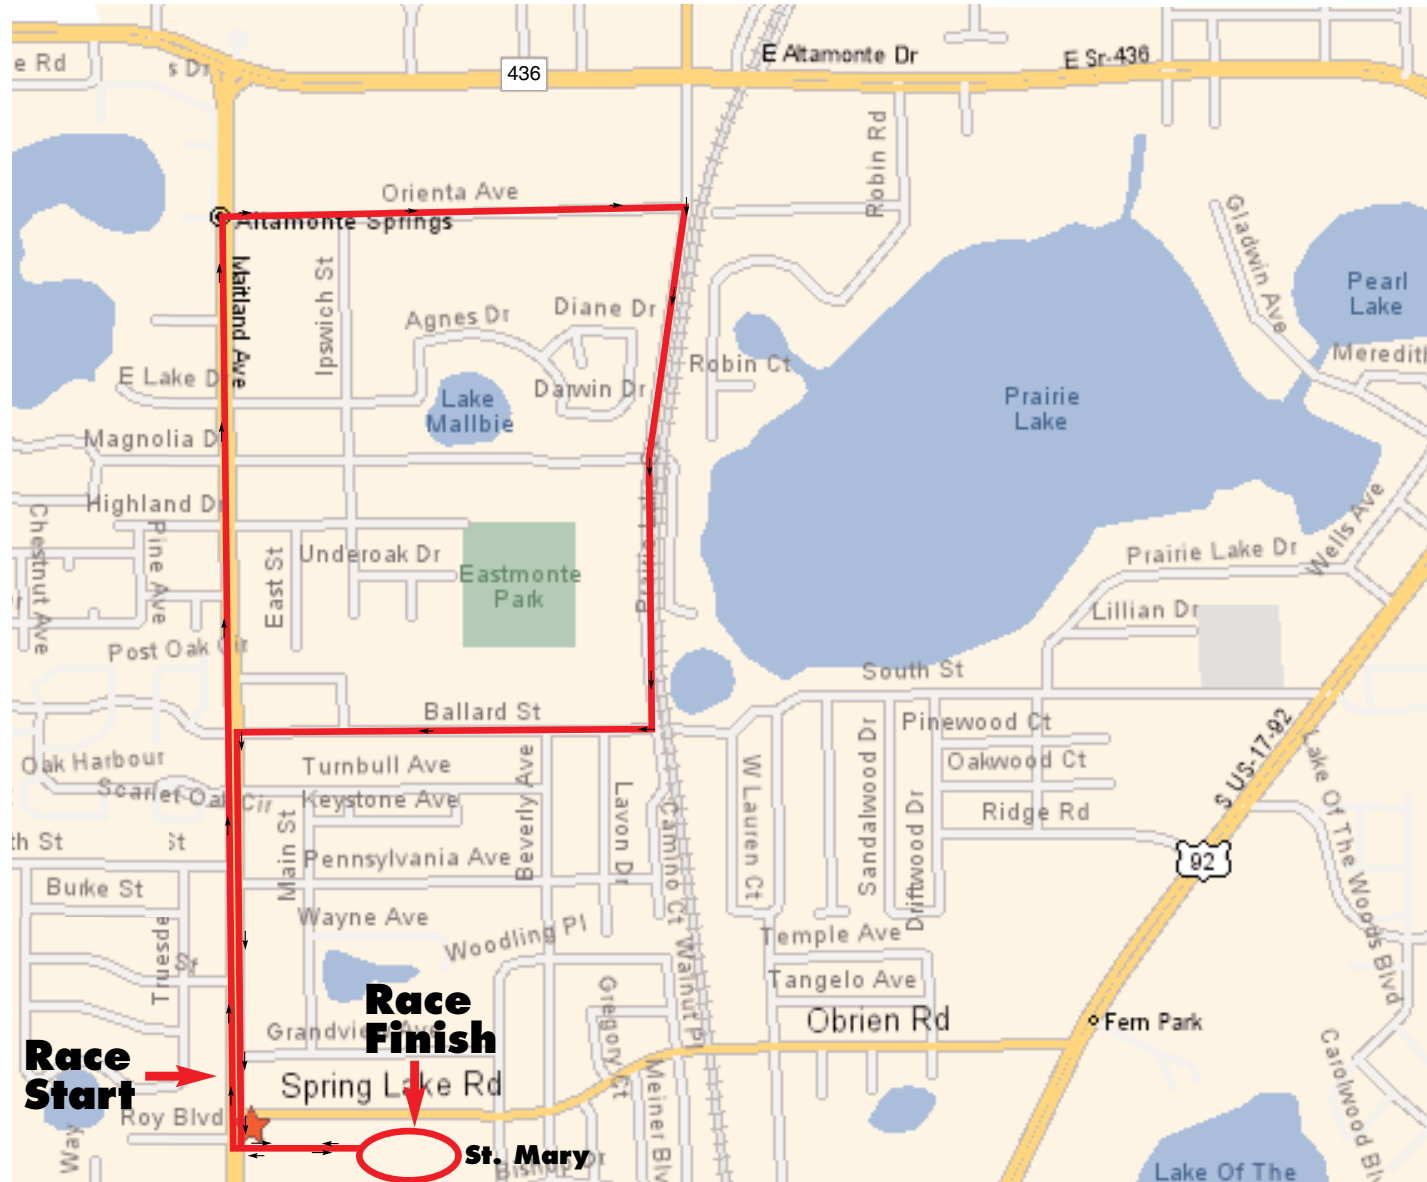 E Altamonte Dr
E Sr-436
e Rd
s Dr
436
Robin Rd
Orienta Ave
Altamonte Springs
Gladwin Ave
Maitland Ave
Ipswich St
Pearl
Lake
Agnes Dr
Diane Dr
Meredith
Robin Ct
E Lake D
Darwin Dr
Lake
Mallbie
Prairie
Lake
Magnolia D
Highland Dr
Chestnut Ave
Pine Ave
East St
Underoak Dr
Eastmonte
Park
Wells Ave
Prairie Lake Dr
Lillian Dr
Post Oak Cir
South St
Ballard St
Pinewood Ct
S US-17-92
Oak Harbour
Turnbull Ave
Oakwood Ct
Scarlet Oak Cir
Keystone Ave
Beverly Ave
Lavon Dr
Camino Ct
W Lauren Ct
Sandalwood Dr
Driftwood Dr
Ridge Rd
Lake Of The Woods Blvd
th St
St
Main St
Pennsylvania Ave
92
Burke St
Wayne Ave
Woodling Pl
Temple Ave
Truespe
St
Walnut Pl
Tangelo Ave
Gregory Ct
Race
Finish
Grandview Ave
Obrien Rd
Fern Park
Race
Start
Spring Lake Rd
Meiner Blv
Carolwood Bl
Roy Blvd
Way
St. Mary
Bishop Dr
Lake Of The